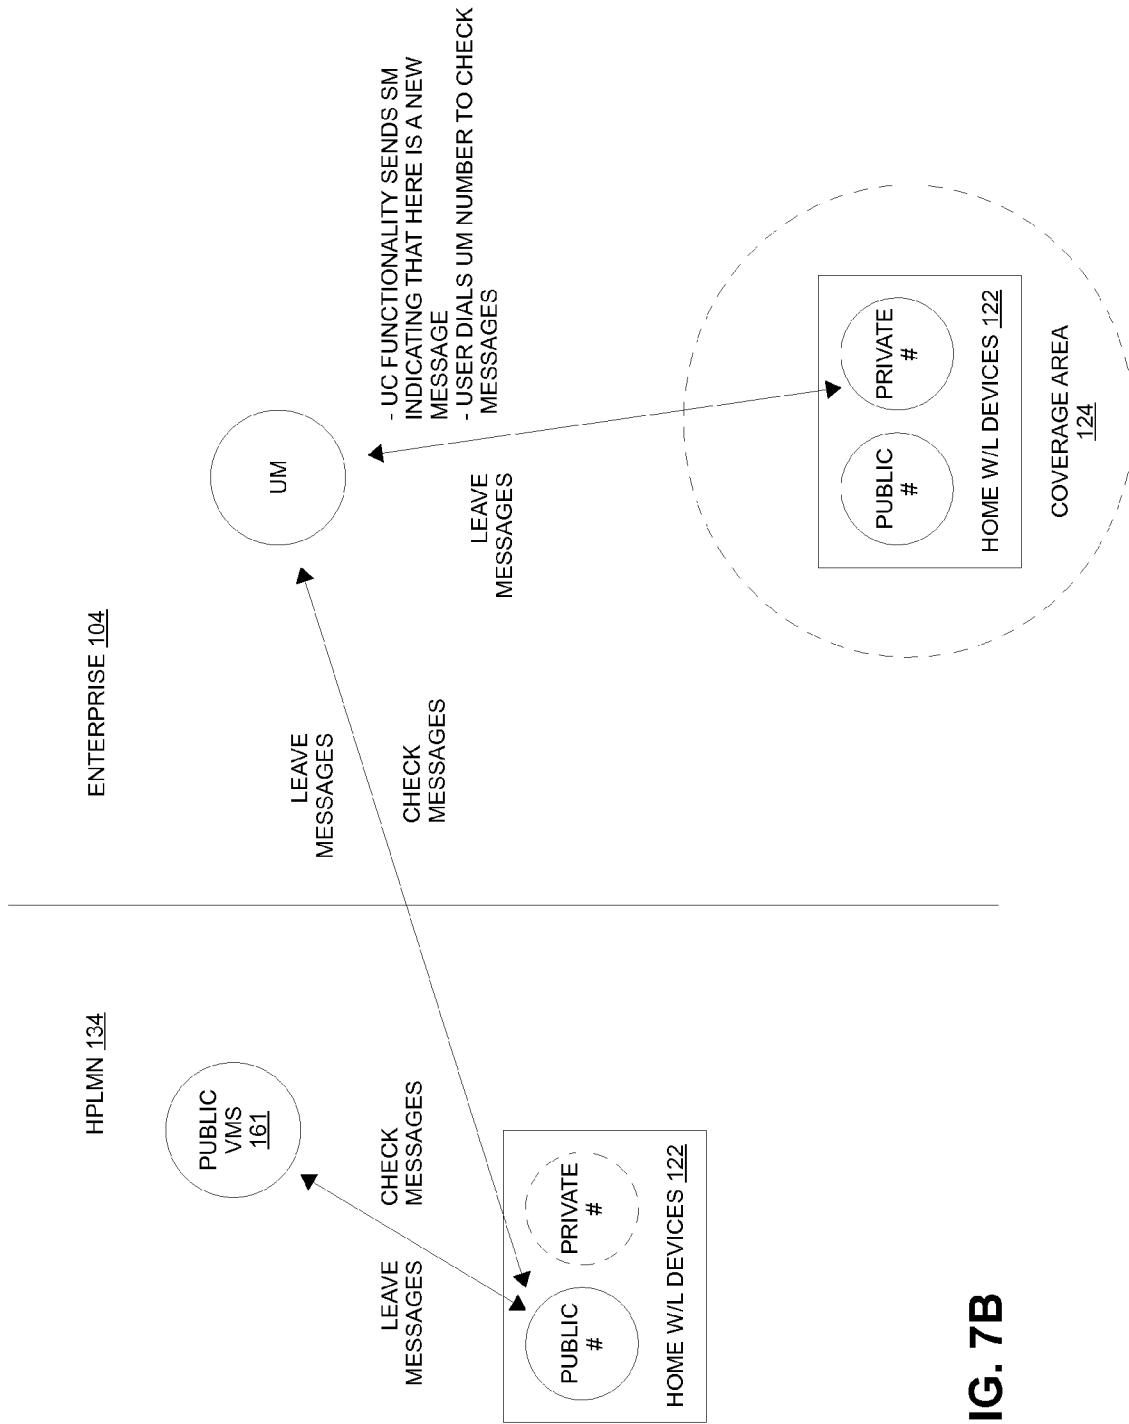 HPLMN 134
ENTERPRISE 104
PUBLIC
VMS
161
UM
LEAVE
MESSAGES
CHECK
MESSAGES
LEAVE
MESSAGES
CHECK
MESSAGES
LEAVE
MESSAGES
- UC FUNCTIONALITY SENDS SM
INDICATING THAT HERE IS A NEW
MESSAGE
- USER DIALS UM NUMBER TO CHECK
MESSAGES
PUBLIC
#
PRIVATE
#
HOME W/L DEVICES 122
PUBLIC
#
PRIVATE
#
HOME W/L DEVICES 122
COVERAGE AREA
124
IG. 7B